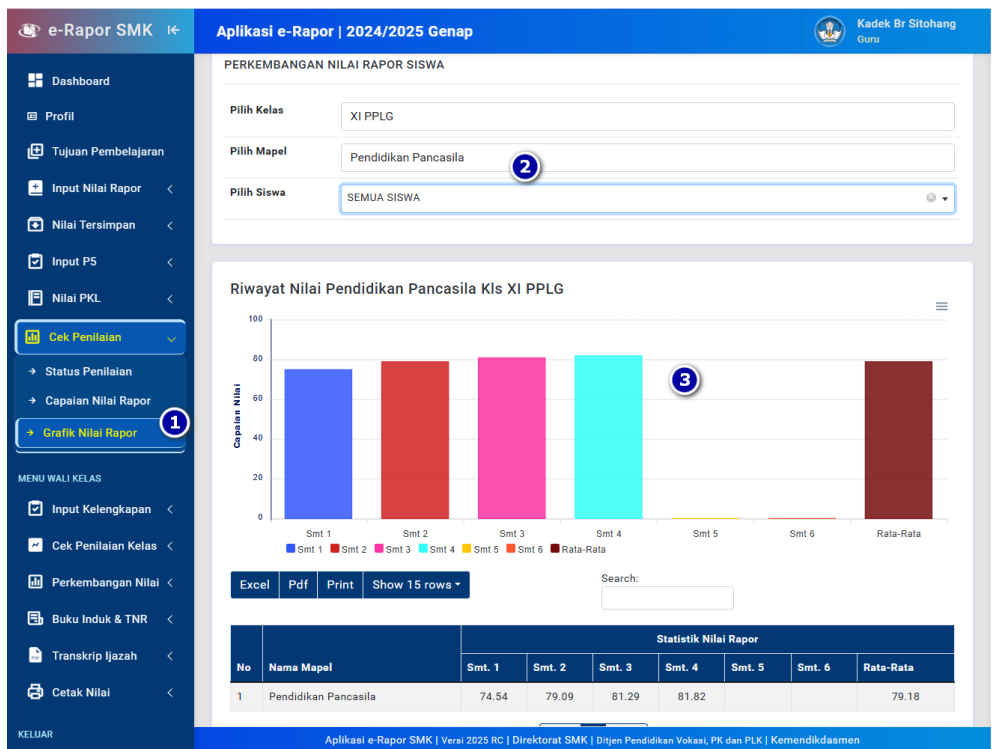 e-Rapor SMK
Aplikasi e-Rapor | 2024/2025 Genap
Kadek Br Sitohang
Guru
Dashboard
Profil
Tujuan Pembelajaran
Input Nilai Rapor
Nilai Tersimpan
Input P5
Nilai PKL
Cek Penilaian
Status Penilaian
Capaian Nilai Rapor
Grafik Nilai Rapor
1
MENU WALI KELAS
Input Kelengkapan
Cek Penilaian Kelas
Perkembangan Nilai
Buku Induk & TNR
Transkrip Ijazah
Cetak Nilai
KELUAR
PERKEMBANGAN NILAI RAPOR SISWA
Pilih Kelas
XI PPLG
Pilih Mapel
Pendidikan Pancasila
2
Pilih Siswa
SEMUA SISWA
Riwayat Nilai Pendidikan Pancasila Kls XI PPLG
Capaian Nilai
100
80
60
40
20
0
3
Smt 1 Smt 2 Smt 3 Smt 4 Smt 5 Smt 6 Rata-Rata
Smt 1 Smt 2 Smt 3 Smt 4 Smt 5 Smt 6 Rata-Rata
Excel Pdf Print Show 15 rows
Search:
Statistik Nilai Rapor
No Nama Mapel Smt. 1 Smt. 2 Smt. 3 Smt. 4 Smt. 5 Smt. 6 Rata-Rata
1 Pendidikan Pancasila 74.54 79.09 81.29 81.82 79.18
Aplikasi e-Rapor SMK | Versi 2025 RC | Direktorat SMK | Ditjen Pendidikan Vokasi, PK dan PLK | Kemendikdasmen